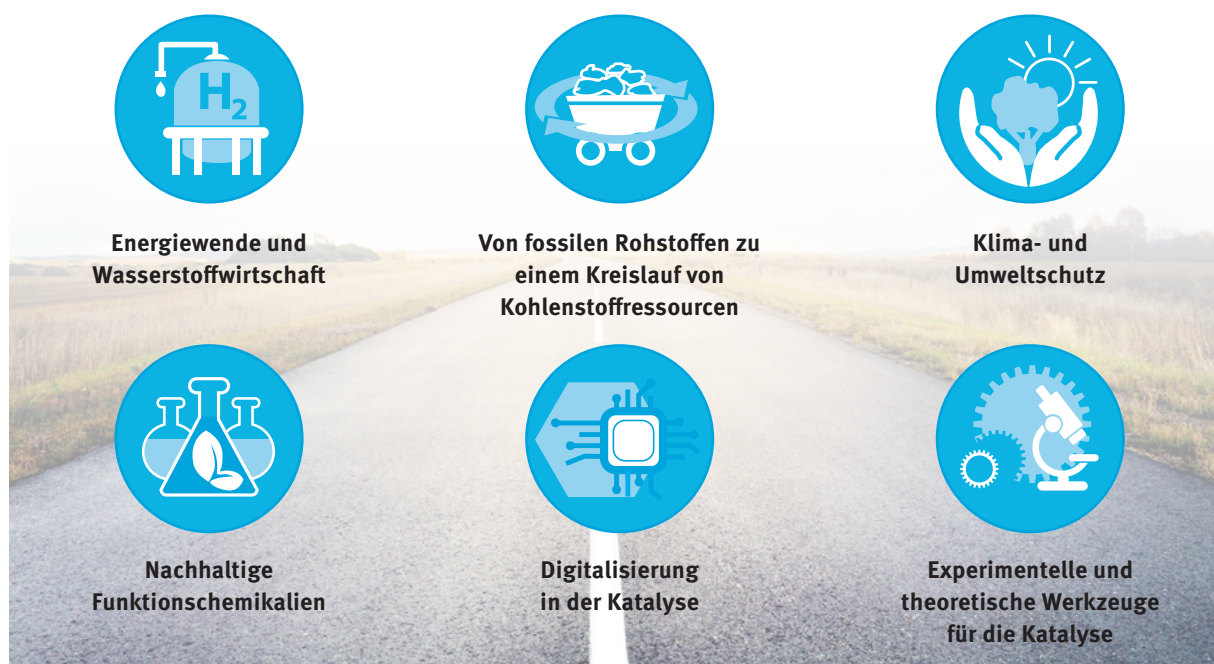 H2
Energiewende und
Wasserstoffwirtschaft
Von fossilen Rohstoffen zu
einem Kreislauf von
Kohlenstoffressourcen
Klima- und
Umweltschutz
Nachhaltige
Funktionschemikalien
Digitalisierung
in der Katalyse
Experimentelle und
theoretische Werkzeuge
für die Katalyse